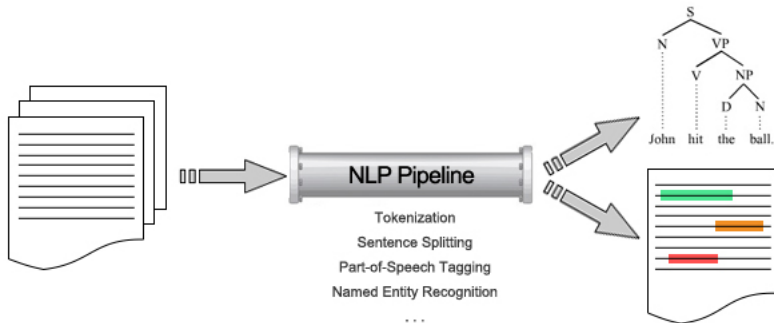 NLP Pipeline
Tokenization
Sentence Splitting
Part-of-Speech Tagging
Named Entity Recognition
...
S
N VP
V NP
D N
John hit the ball.